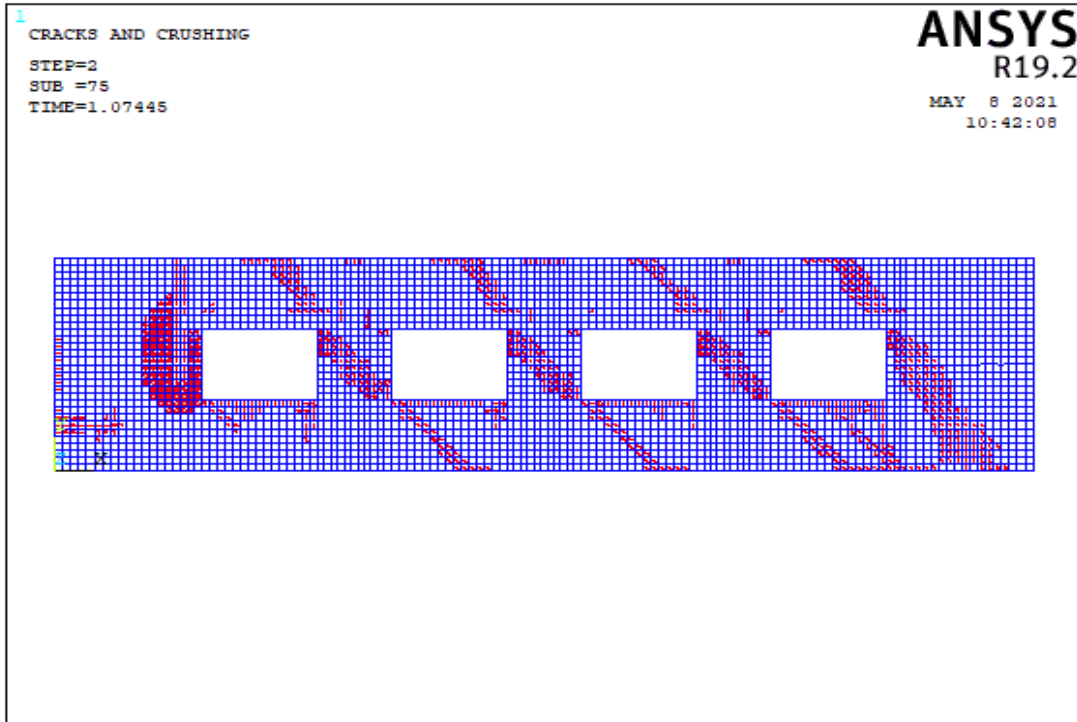 1
CRACKS AND CRUSHING
STEP=2
SUB =75
TIME=1.07445
ANSYS
R19.2
MAY 8 2021
10:42:08
X